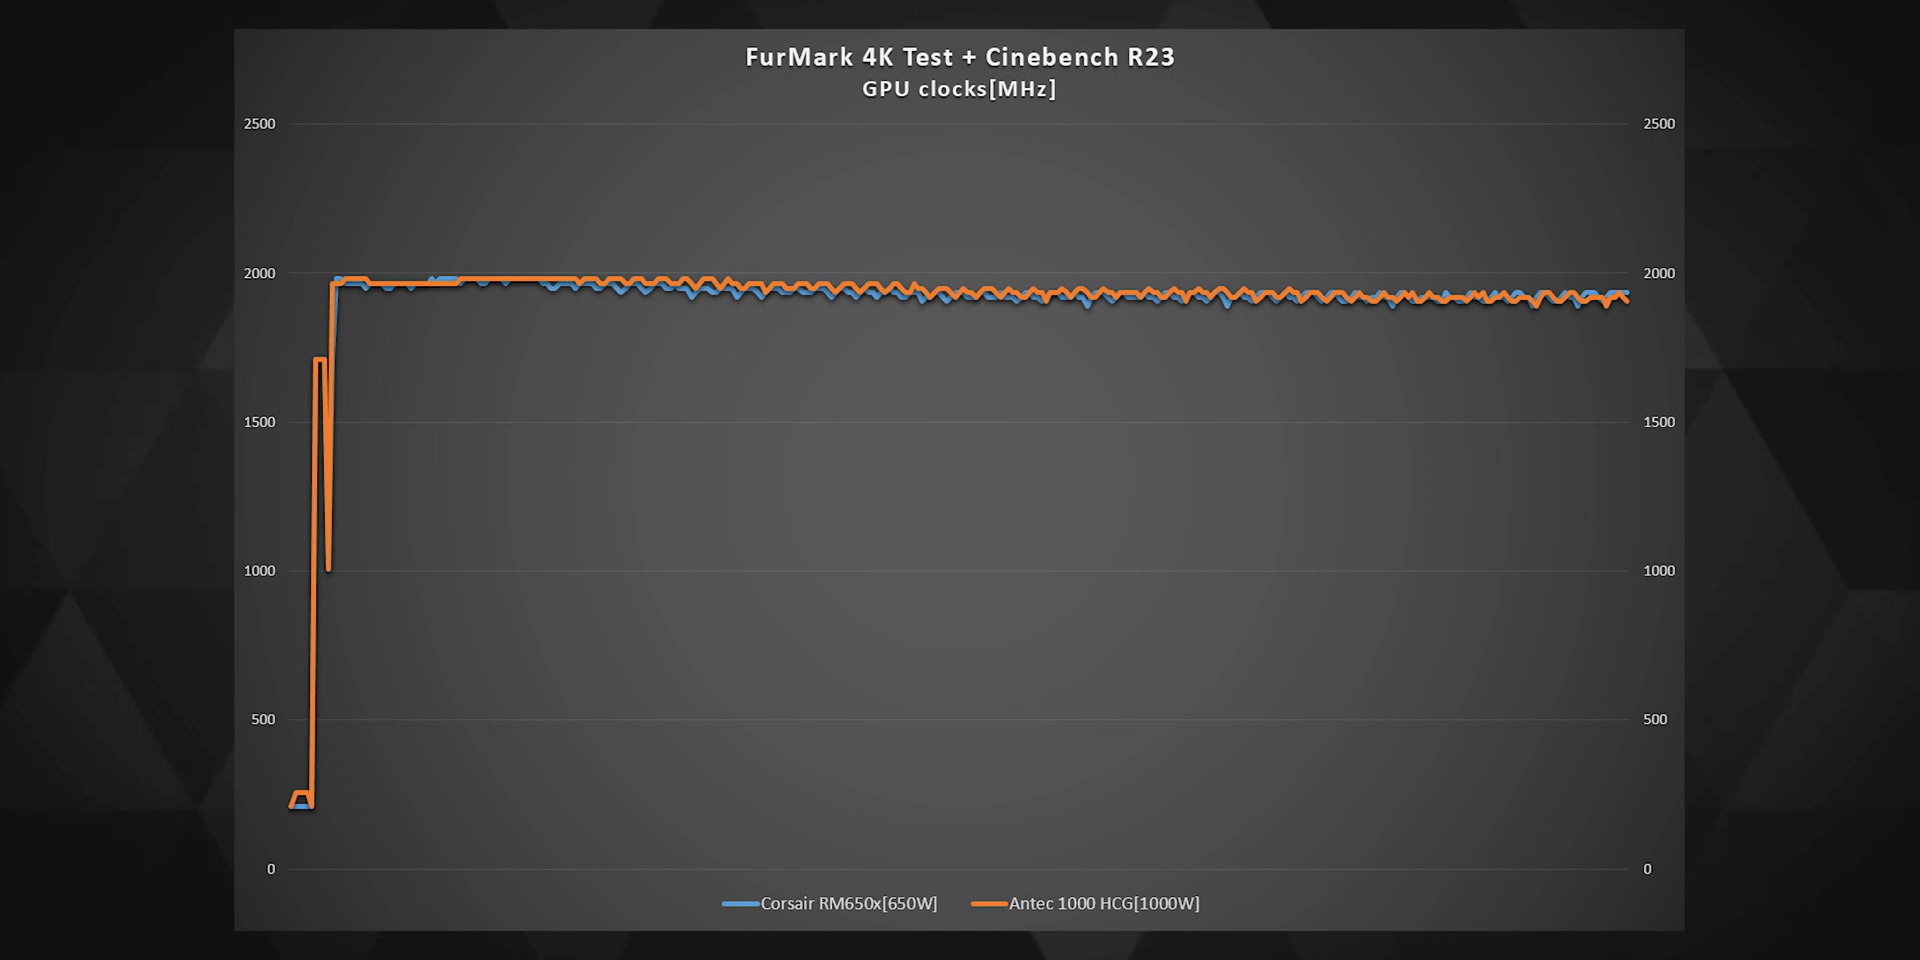 FurMark 4K Test + Cinebench R23
GPU clocks[MHz]
2500 2500
2000 2000
1500 1500
1000 1000
500 500
0 0
Corsair RM650x[650W] Antec 1000 HCG[1000W]